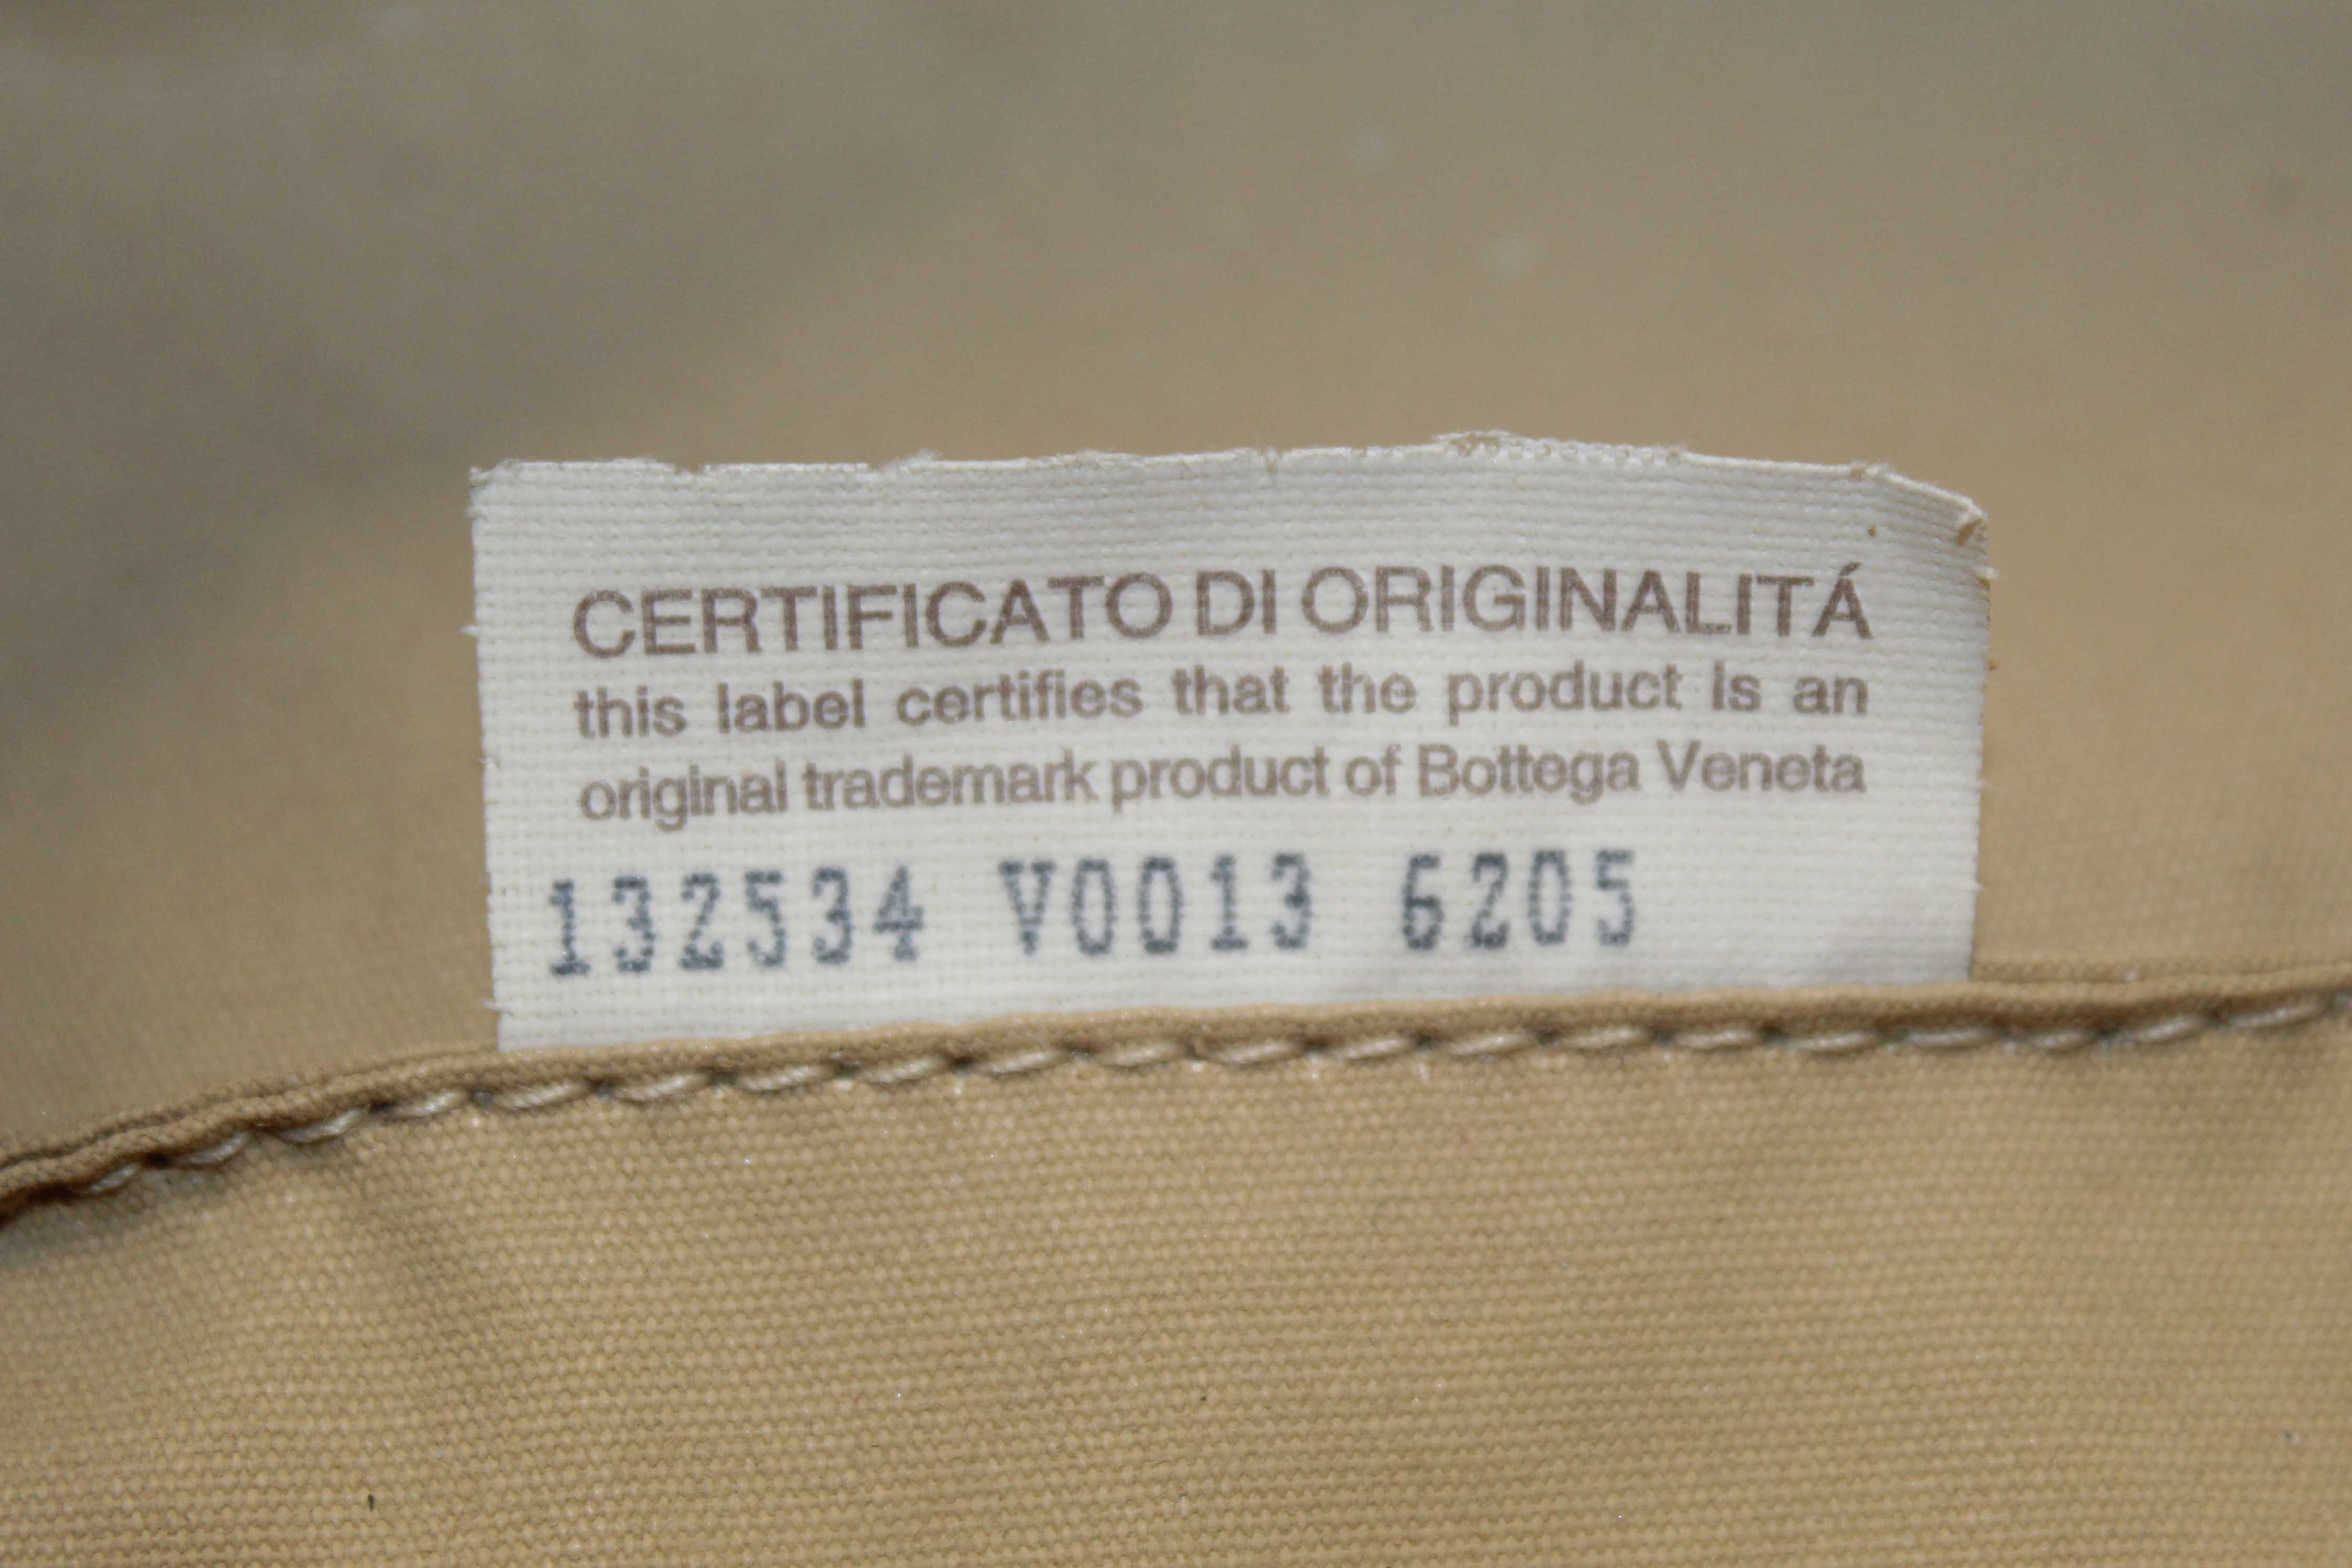 CERTIFICATO DI ORIGINALITÁ
this label certifies that the product is an
original trademark product of Bottega Veneta
132534 V0013 6205